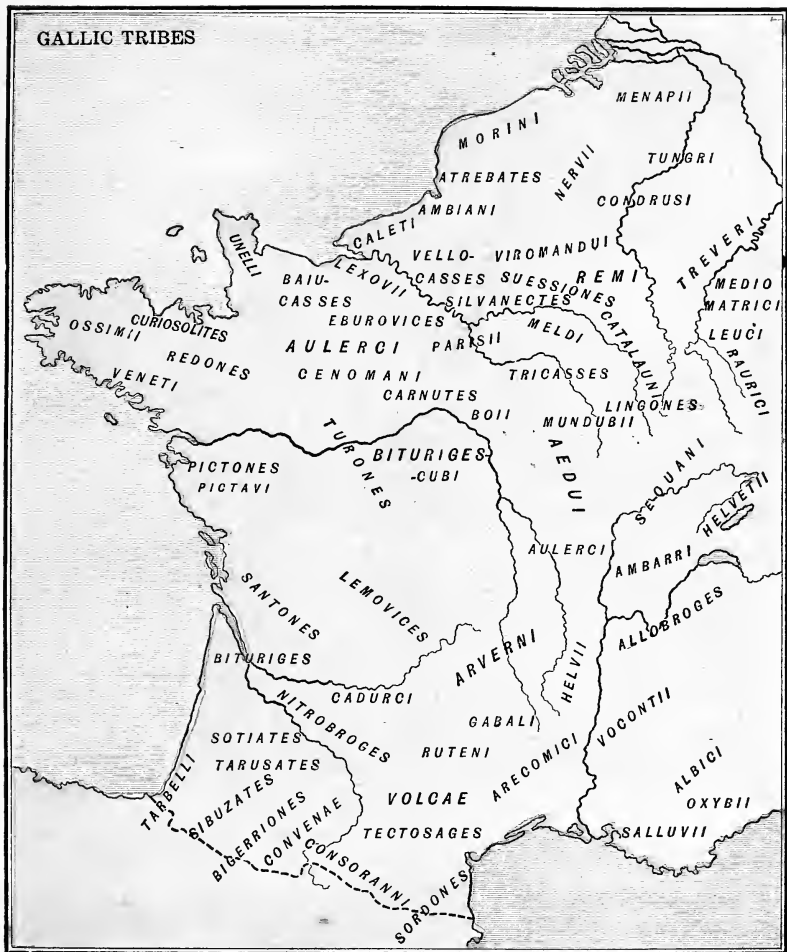 GALLIC TRIBES
MENAPII
MORINI
NERVII
TUNGRI
ATREBATES
CONDRUSI
AMBIANI
CALETI
UNELLI
TREVERI
VELLO-
CASSES
VIROMANDUI
LEXOVII
BAIU-
CASSES
SUESSIONES
REMI
MEDIO
MATRICI
SILVANECTES
CURIOSOLITES
OSSIMII
EBUROVICES
MELDI
CATALAUNI
LEUCI
REDONES
AULERCI
PARISII
RAURICI
VENETI
CENOMANI
TRICASSES
CARNUTES
LINGONES
BOII
MUNDUBII
TURONES
BITURIGES-
-CUBI
AEDUI
PICTONES
PICTAVI
SEQUANI
HELVETII
AULERCI
AMBARRI
SANTONES
LEMOVICES
ALLOBROGES
ARVERNI
BITURIGES
HELVII
CADURCI
NITROBROGES
GABALI
VOCONTII
SOTIATES
RUTENI
TARUSATES
ARECOMICI
ALBICI
TARBELLI
SIBUZATES
VOLCAE
OXYBII
BIGERRIONES
CONVENAE
TECTOSAGES
SALLUVII
CONSORANNI
SORDONES